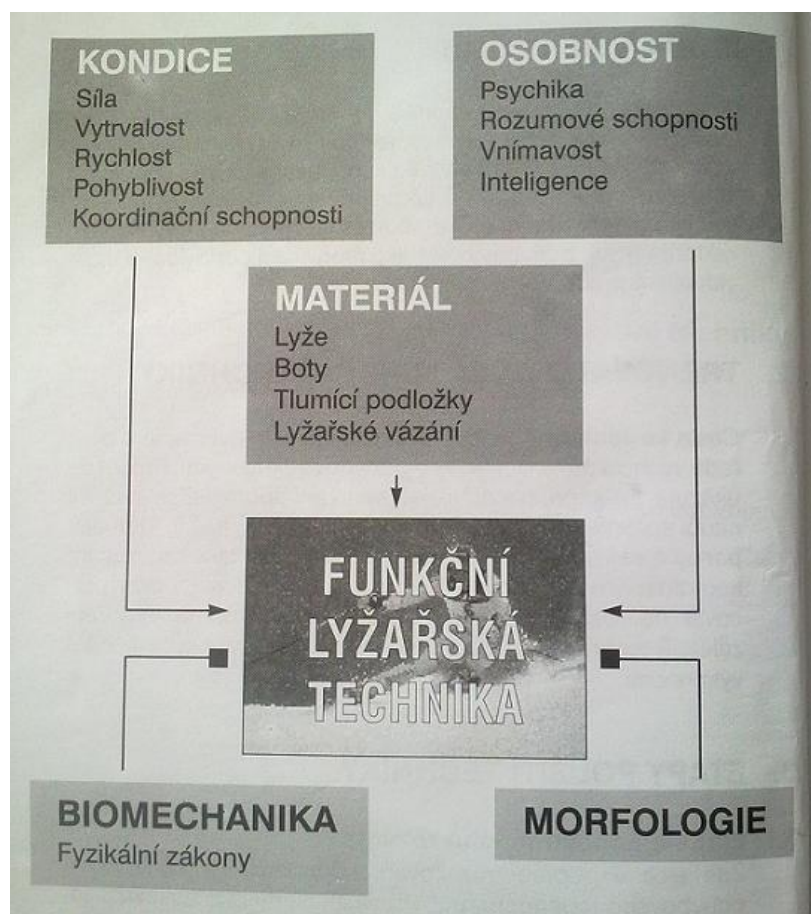 KONDICE
Síla
Vytrvalost
Rychlost
Pohyblivost
Koordinační schopnosti
OSOBNOST
Psychika
Rozumové schopnosti
Vnímavost
Inteligence
MATERIÁL
Lyže
Boty
Tlumící podložky
Lyžařské vázání
FUNKČNÍ
LYŽAŘSKÁ
TECHNIKA
BIOMECHANIKA
Fyzikální zákony
MORFOLOGIE